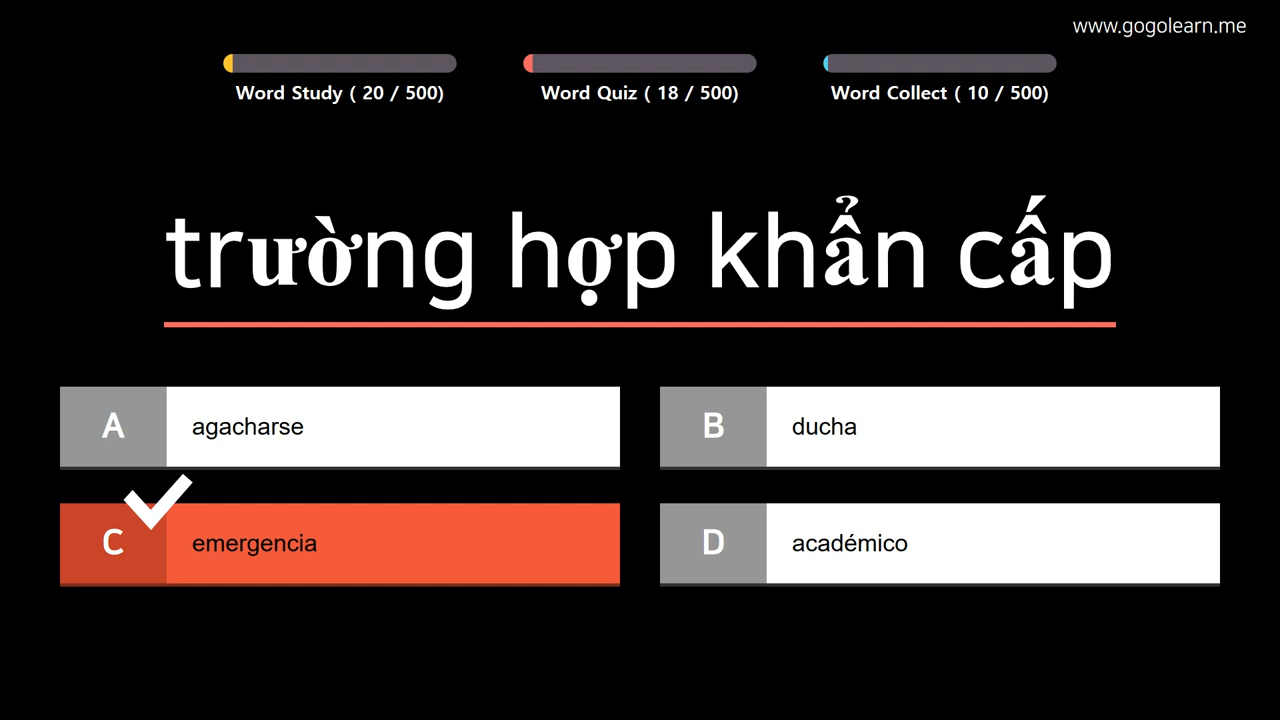 www.gogolearn.me
Word Study ( 20 / 500)
Word Quiz ( 18 / 500)
Word Collect ( 10 / 500)
trường hợp khẩn cấp
A agacharse
B ducha
C emergencia
D académico